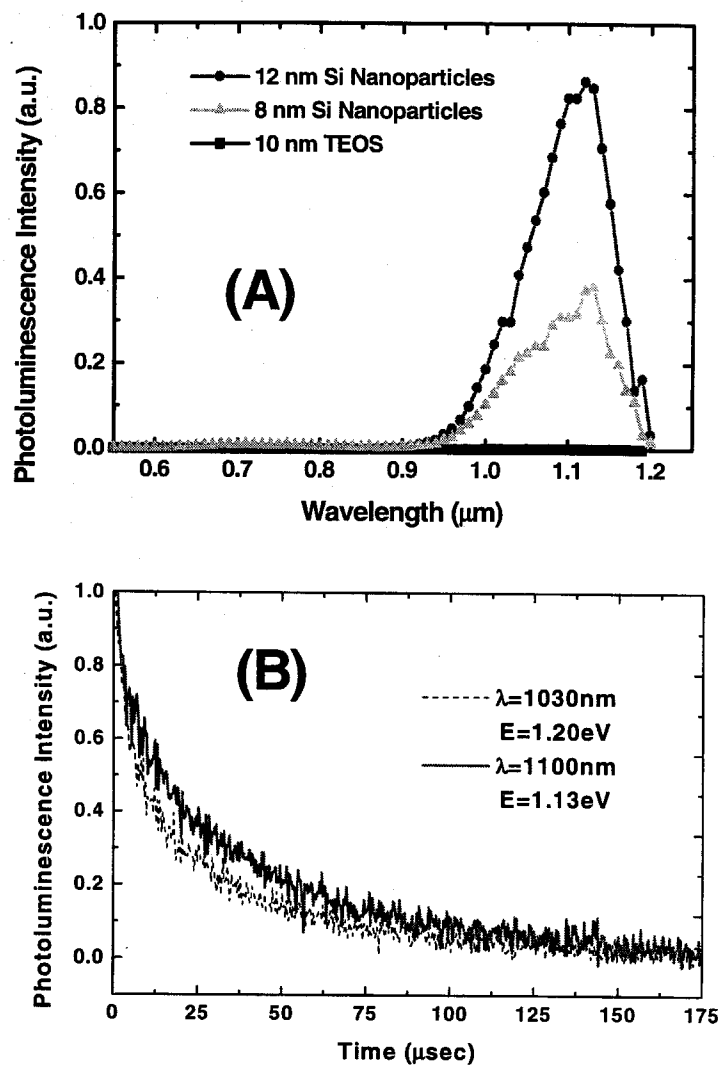 Photoluminescence Intensity (a.u.)
1.0
0.8
0.6
0.4
0.2
0.0
12 nm Si Nanoparticles
8 nm Si Nanoparticles
10 nm TEOS
(A)
0.6 0.7 0.8 0.9 1.0 1.1 1.2
Wavelength (μm)
Photoluminescence Intensity (a.u.)
1.0
0.8
0.6
0.4
0.2
0.0
(B)
λ=1030nm
E=1.20eV
λ=1100nm
E=1.13eV
0 25 50 75 100 125 150 175
Time (μsec)